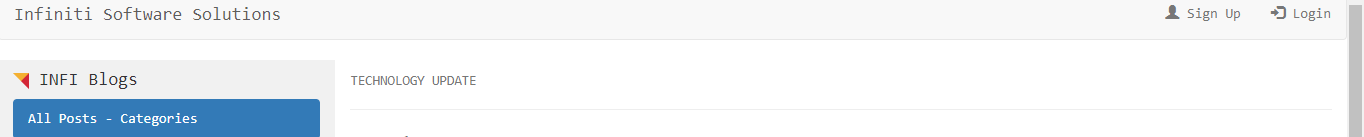 Infiniti Software Solutions
Sign Up
Login
INFI Blogs
TECHNOLOGY UPDATE
All Posts - Categories